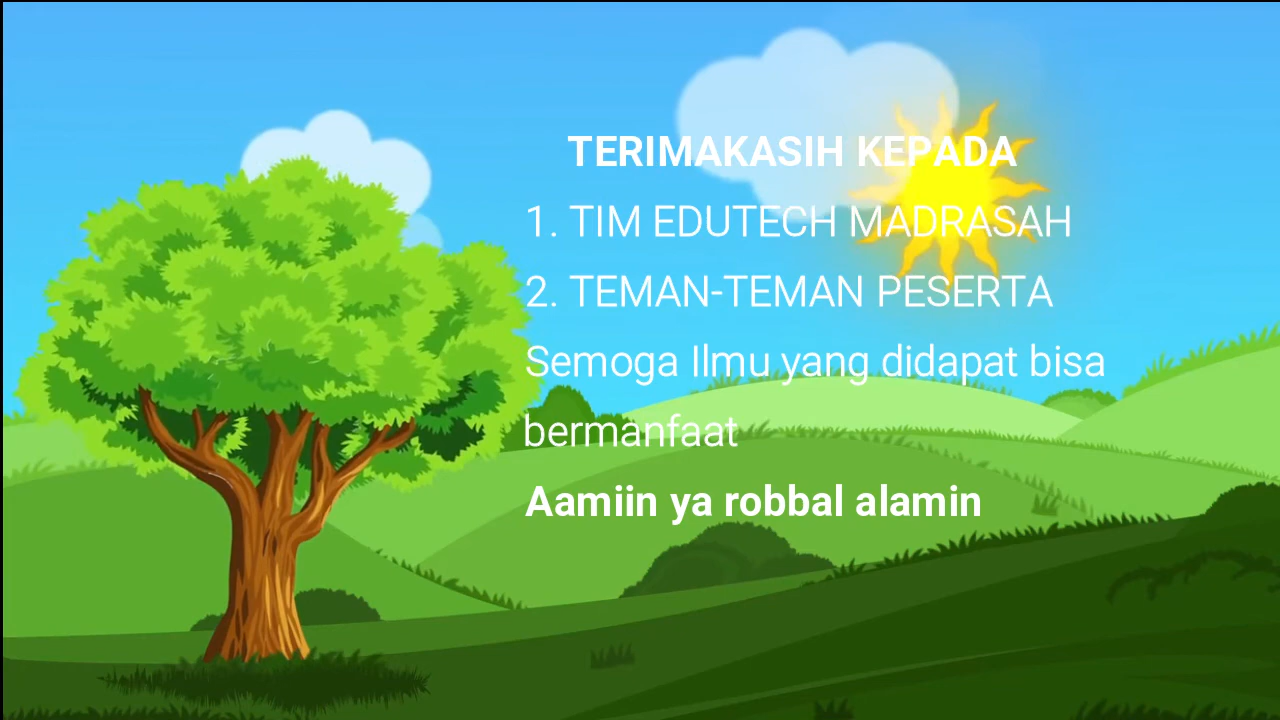 TERIMAKASIH KEPADA
1. TIM EDUTECH MADRASAH
2. TEMAN-TEMAN PESERTA
Semoga Ilmu yang didapat bisa
bermanfaat
Aamiin ya robbal alamin